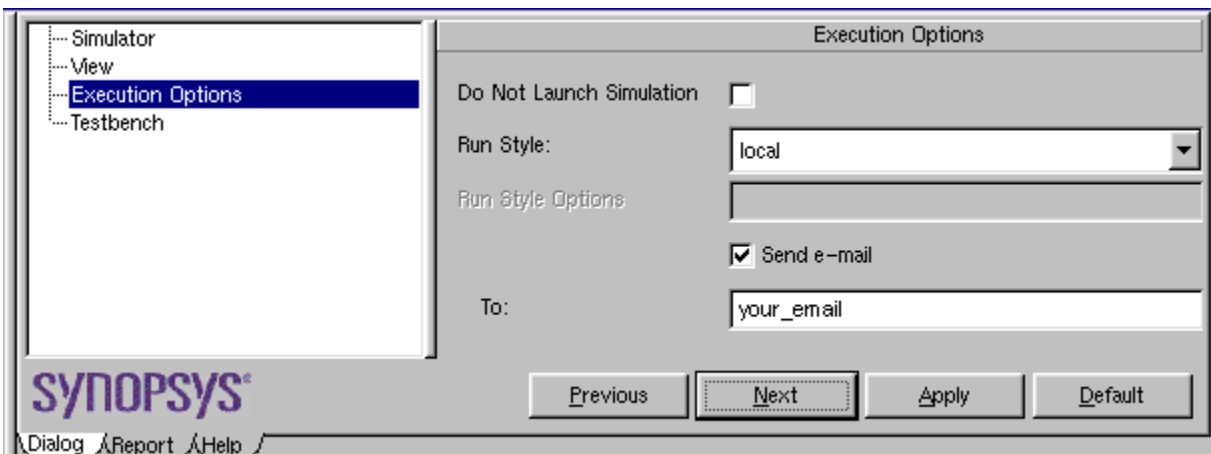 Simulator
View
Execution Options
Testbench
Execution Options
Do Not Launch Simulation
Run Style:
local
Run Style Options
Send e-mail
To:
your_email
SYNOPSYS®
Previous
Next
Apply
Default
Dialog
Report
Help